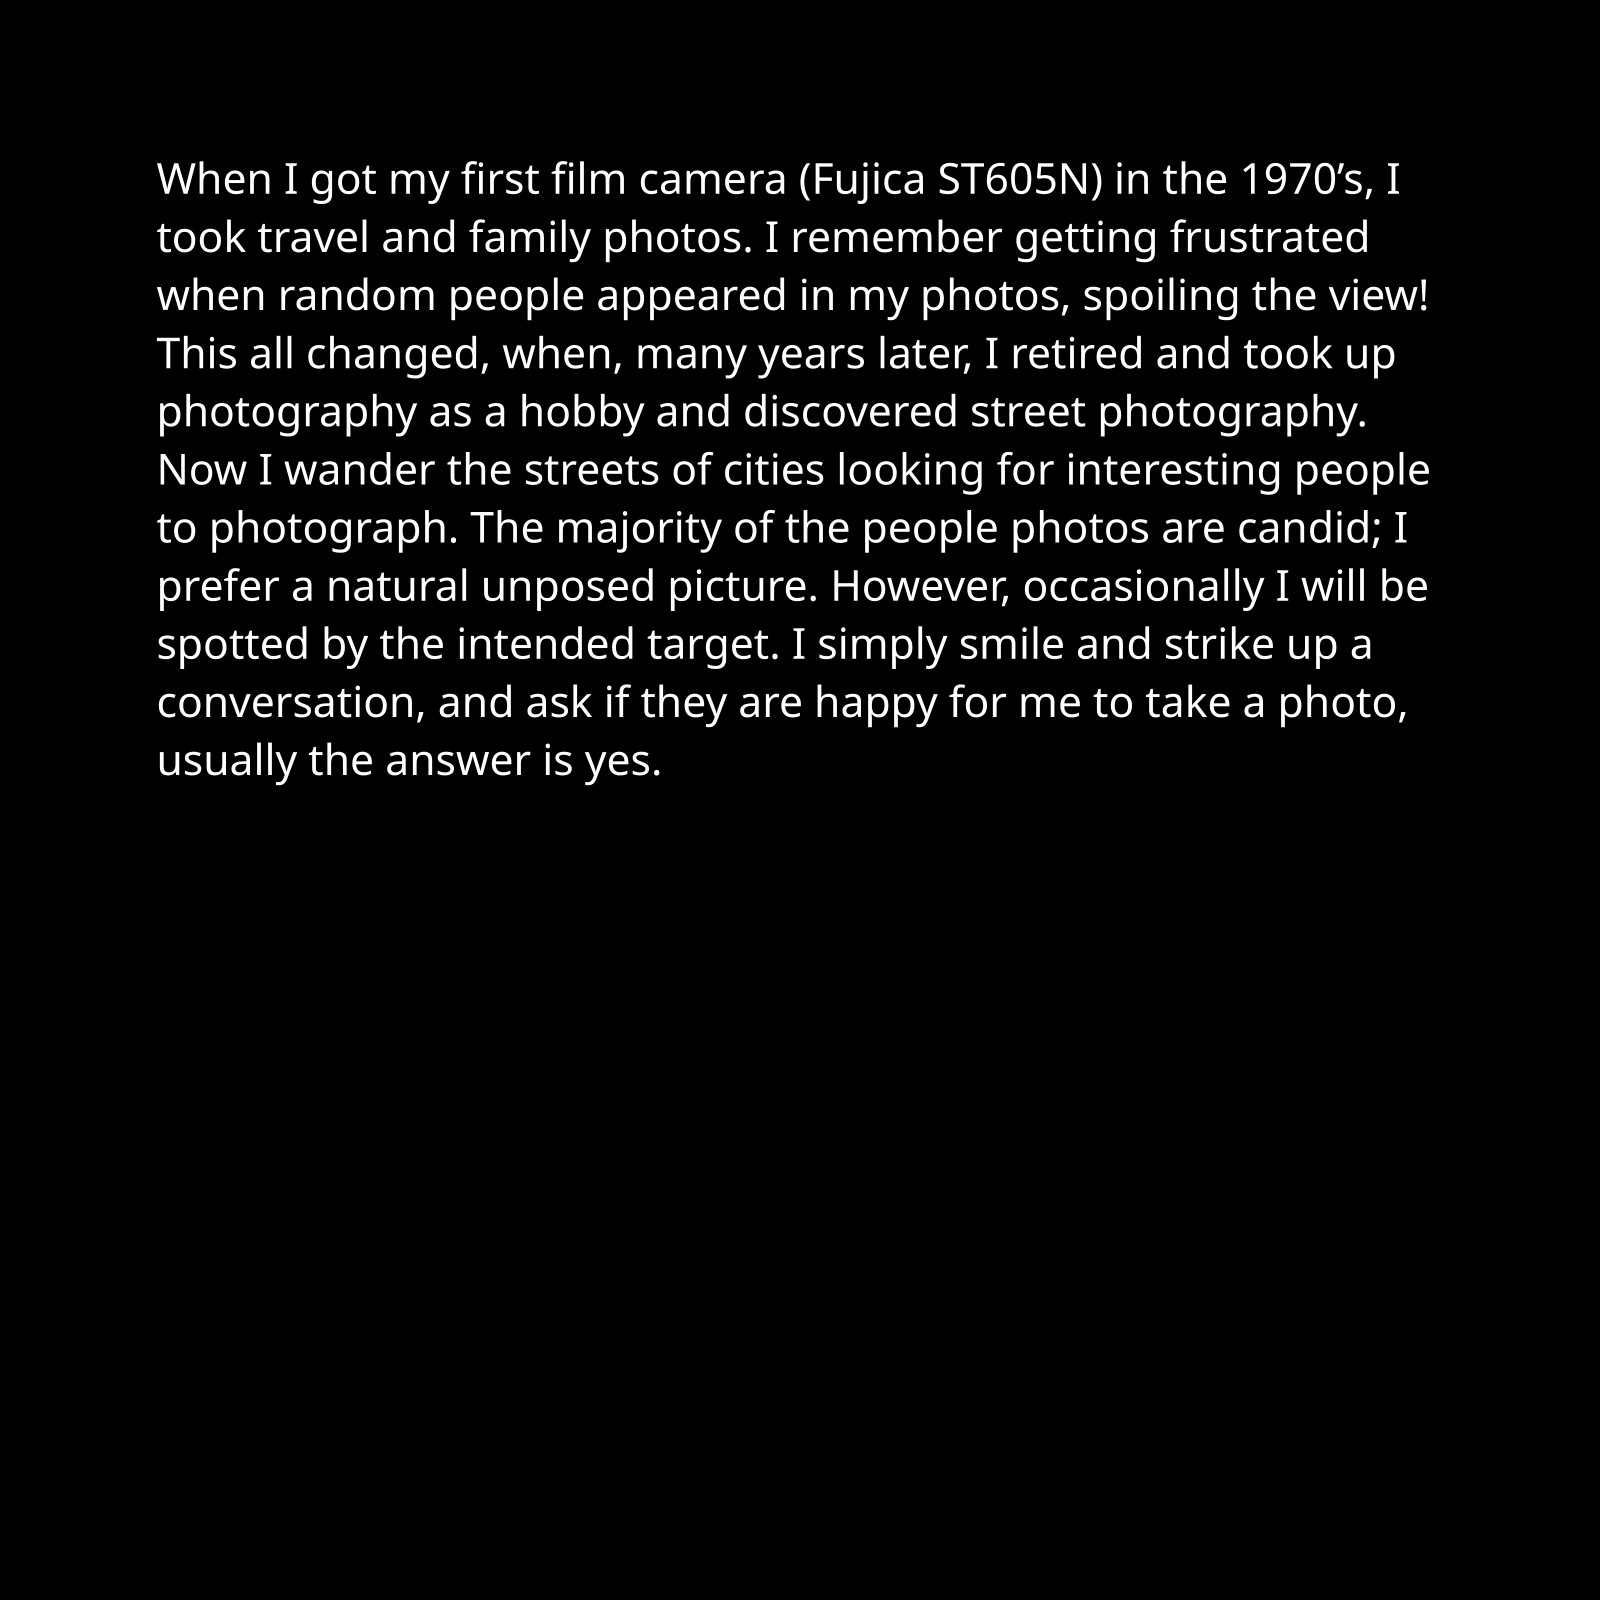 When I got my first film camera (Fujica ST605N) in the 1970’s, I
took travel and family photos. I remember getting frustrated
when random people appeared in my photos, spoiling the view!
This all changed, when, many years later, I retired and took up
photography as a hobby and discovered street photography.
Now I wander the streets of cities looking for interesting people
to photograph. The majority of the people photos are candid; I
prefer a natural unposed picture. However, occasionally I will be
spotted by the intended target. I simply smile and strike up a
conversation, and ask if they are happy for me to take a photo,
usually the answer is yes.